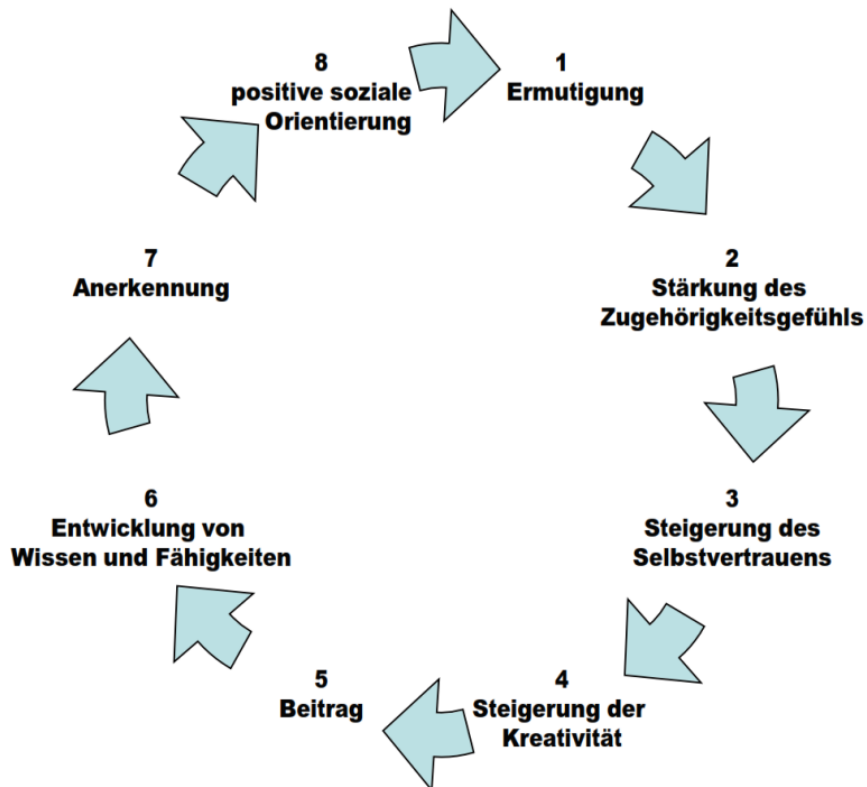 1
Ermutigung
2
Stärkung des
Zugehörigkeitsgefühls
3
Steigerung des
Selbstvertrauens
4
Steigerung der
Kreativität
5
Beitrag
6
Entwicklung von
Wissen und Fähigkeiten
7
Anerkennung
8
positive soziale
Orientierung